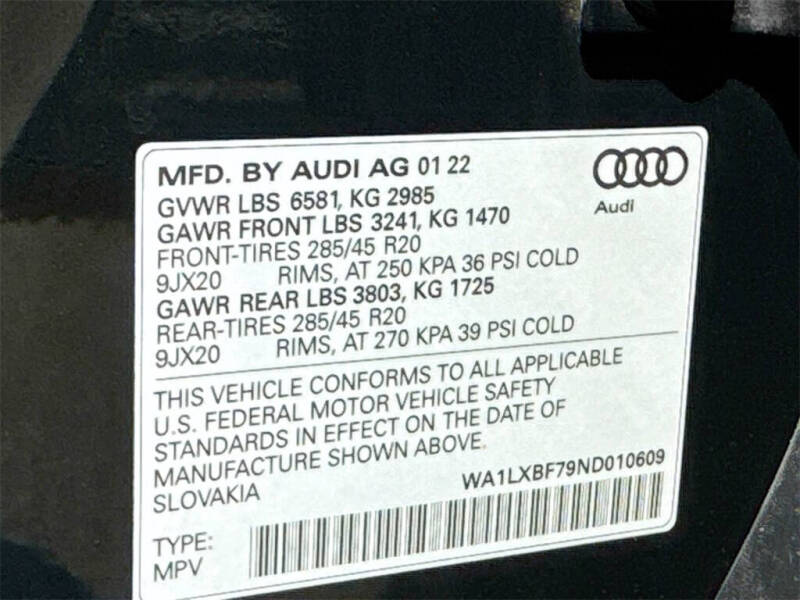 MFD. BY AUDI AG 01 22
GVWR LBS 6581, KG 2985
GAWR FRONT LBS 3241, KG 1470
FRONT-TIRES 285/45 R20
9JX20 RIMS, AT 250 KPA 36 PSI COLD
GAWR REAR LBS 3803, KG 1725
REAR-TIRES 285/45 R20
9JX20 RIMS, AT 270 KPA 39 PSI COLD
Audi
THIS VEHICLE CONFORMS TO ALL APPLICABLE
U.S. FEDERAL MOTOR VEHICLE SAFETY
STANDARDS IN EFFECT ON THE DATE OF
MANUFACTURE SHOWN ABOVE.
SLOVAKIA
WA1LXBF79ND010609
TYPE:
MPV